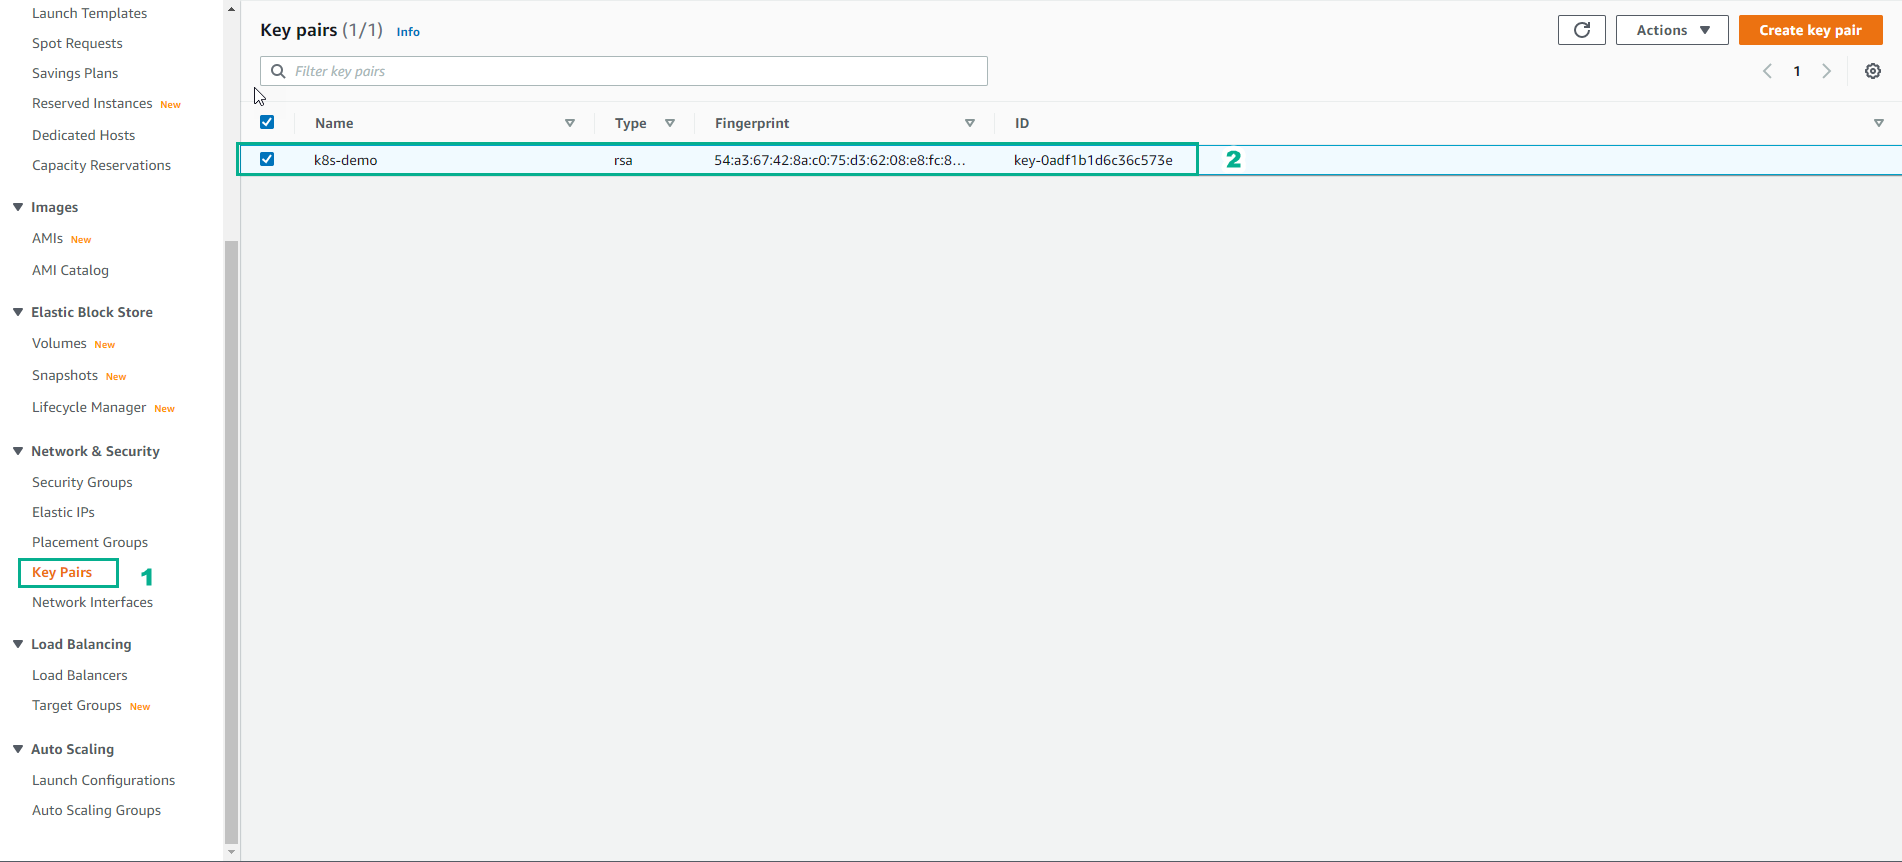 Launch Templates
Spot Requests
Savings Plans
Reserved Instances New
Dedicated Hosts
Capacity Reservations
Images
AMIs New
AMI Catalog
Elastic Block Store
Volumes New
Snapshots New
Lifecycle Manager New
Network & Security
Security Groups
Elastic IPs
Placement Groups
Key Pairs 1
Network Interfaces
Load Balancing
Load Balancers
Target Groups New
Auto Scaling
Launch Configurations
Auto Scaling Groups
Key pairs (1/1) Info
Actions
Create key pair
Filter key pairs
1
Name Type Fingerprint ID
k8s-demo rsa 54:a3:67:42:8a:c0:75:d3:62:08:e8:fc:8... key-0adf1b1d6c36c573e 2